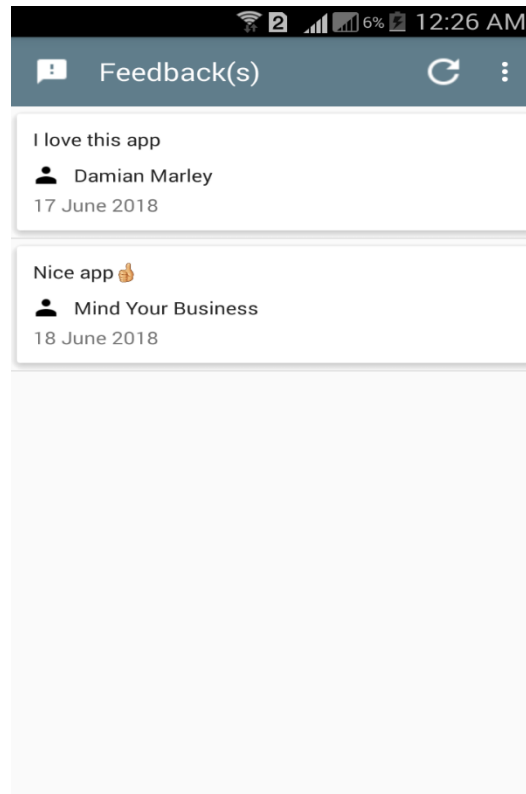 2 6% 12:26 AM
Feedback(s)
I love this app
Damian Marley
17 June 2018
Nice app👍
Mind Your Business
18 June 2018